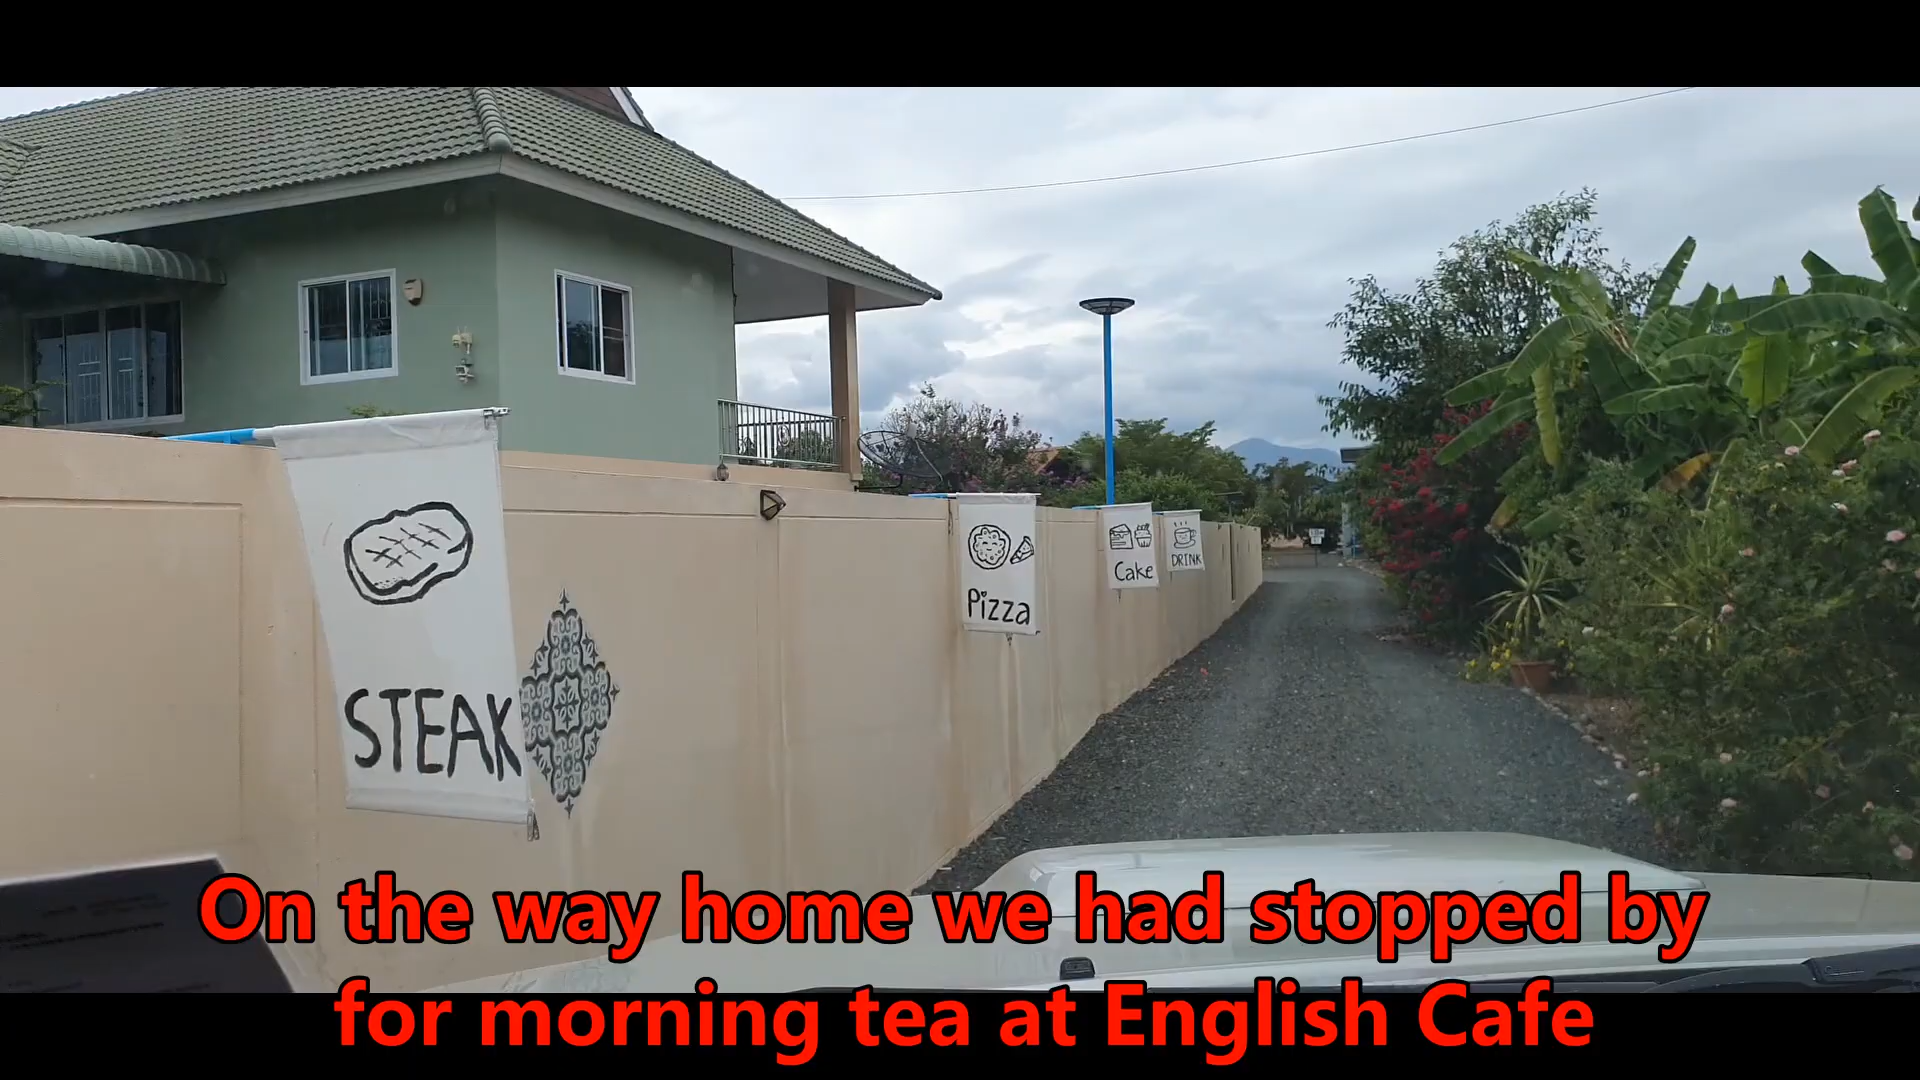 STEAK
Pizza
Cake
DRINK
On the way home we had stopped by
for morning tea at English Cafe